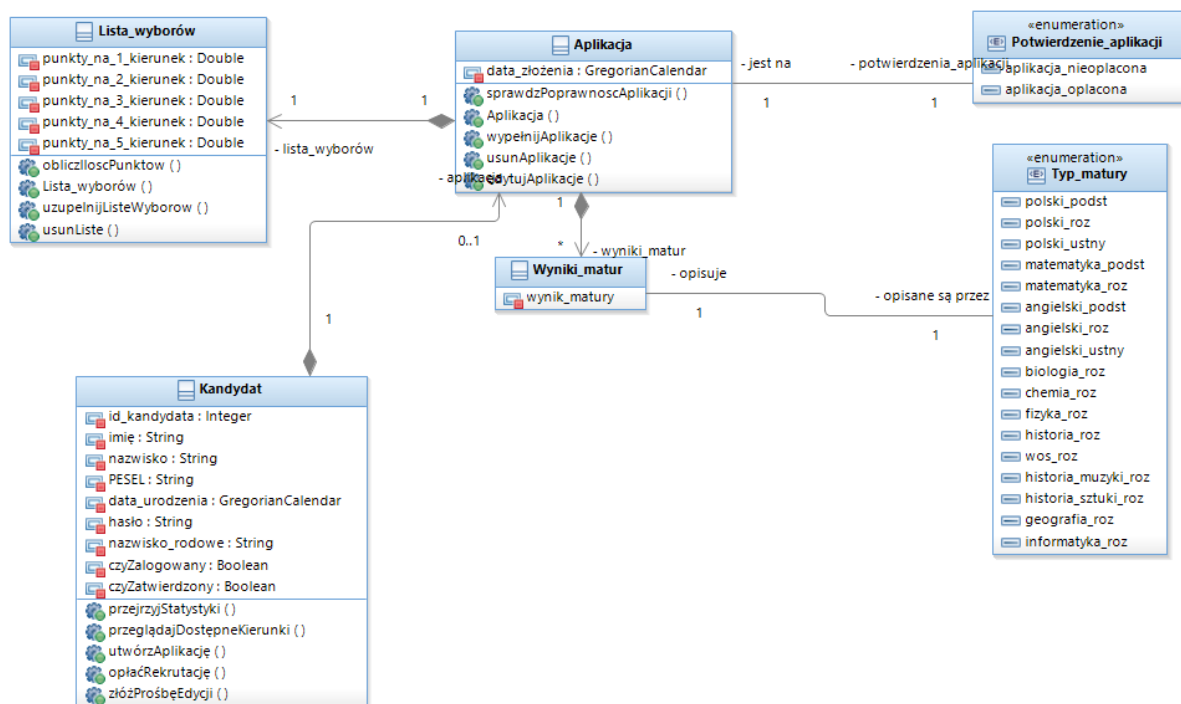 Lista_wyborów
punkty_na_1_kierunek : Double
punkty_na_2_kierunek : Double
punkty_na_3_kierunek : Double
punkty_na_4_kierunek : Double
punkty_na_5_kierunek : Double
obliczIloscPunktow ()
Lista_wyborów ()
uzupelnijListeWyborow ()
usunListe ()
1
1
- lista_wyborów
Aplikacja
data_złożenia : GregorianCalendar
sprawdzPoprawnoscAplikacji ()
Aplikacja ()
wypełnijAplikacje ()
usunAplikacje ()
edytujAplikacje ()
- aplikacja
0..1
1
- jest na
- potwierdzenia_aplikacji
1
1
«enumeration»
Potwierdzenie_aplikacji
aplikacja_nieoplacona
aplikacja_oplacona
1
*
- wyniki_matur
Wyniki_matur
wynik_matury
- opisuje
1
- opisane są przez
1
«enumeration»
Typ_matury
polski_podst
polski_roz
polski_ustny
matematyka_podst
matematyka_roz
angielski_podst
angielski_roz
angielski_ustny
biologia_roz
chemia_roz
fizyka_roz
historia_roz
wos_roz
historia_muzyki_roz
historia_sztuki_roz
geografia_roz
informatyka_roz
Kandydat
id_kandydata : Integer
imię : String
nazwisko : String
PESEL : String
data_urodzenia : GregorianCalendar
hasło : String
nazwisko_rodowe : String
czyZalogowany : Boolean
czyZatwierdzony : Boolean
przejrzyjStatystyki ()
przeglądajDostępneKierunki ()
utwórzAplikację ()
opłaćRekrutację ()
złóżProśbęEdycji ()